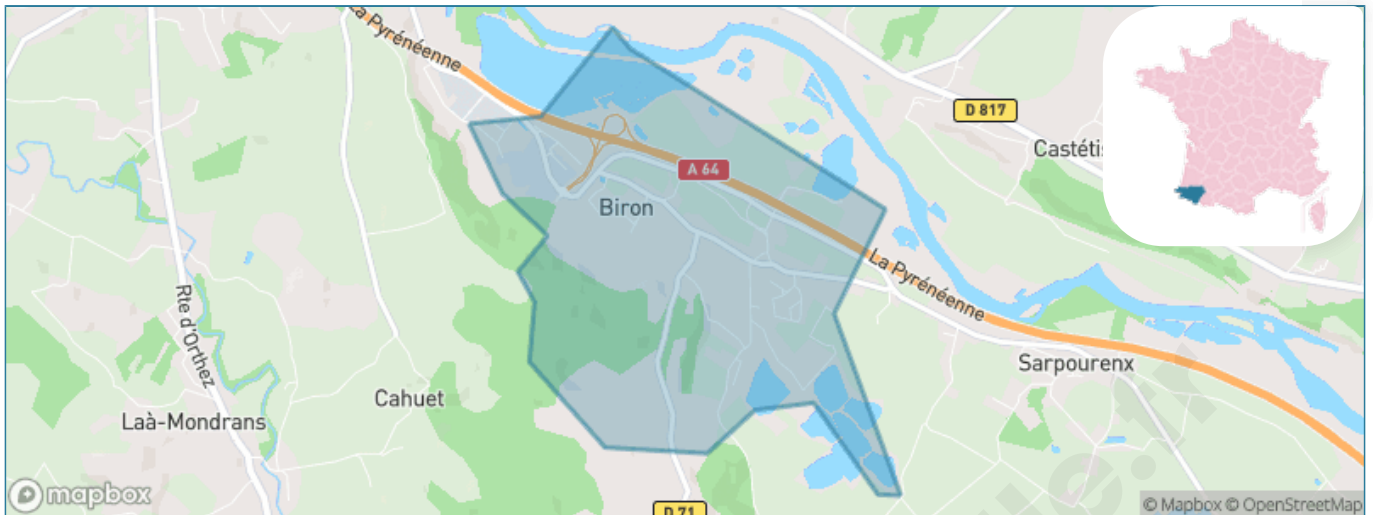 La Pyrénéenne
D 817
Castétis
A 64
Biron
La Pyrénéenne
Rte d'Orthez
Sarpourenx
Cahuet
Laà-Mondrans
mapbox
D 71
© Mapbox © OpenStreetMap